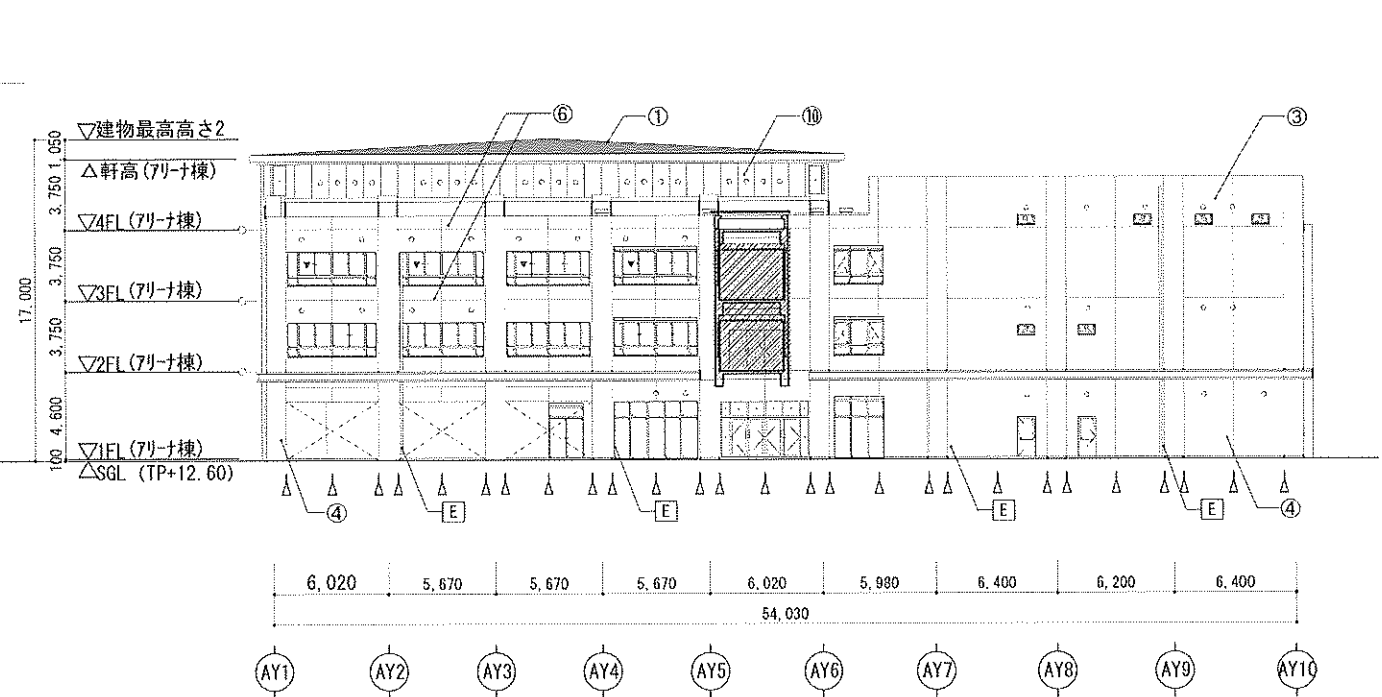 ⑥ ① ⑩ ③
▽建物最高高さ2
1,050
△軒高(アリーナ棟)
3,750
▽4FL(アリーナ棟)
3,750
▽3FL(アリーナ棟)
17,000
3,750
▽2FL(アリーナ棟)
4,600
▽1FL(アリーナ棟)
100
△SGL (TP+12.60)
④ E E E E ④
6,020 5,670 5,670 5,670 6,020 5,980 6,400 6,200 6,400
54,030
AY1 AY2 AY3 AY4 AY5 AY6 AY7 AY8 AY9 AY10